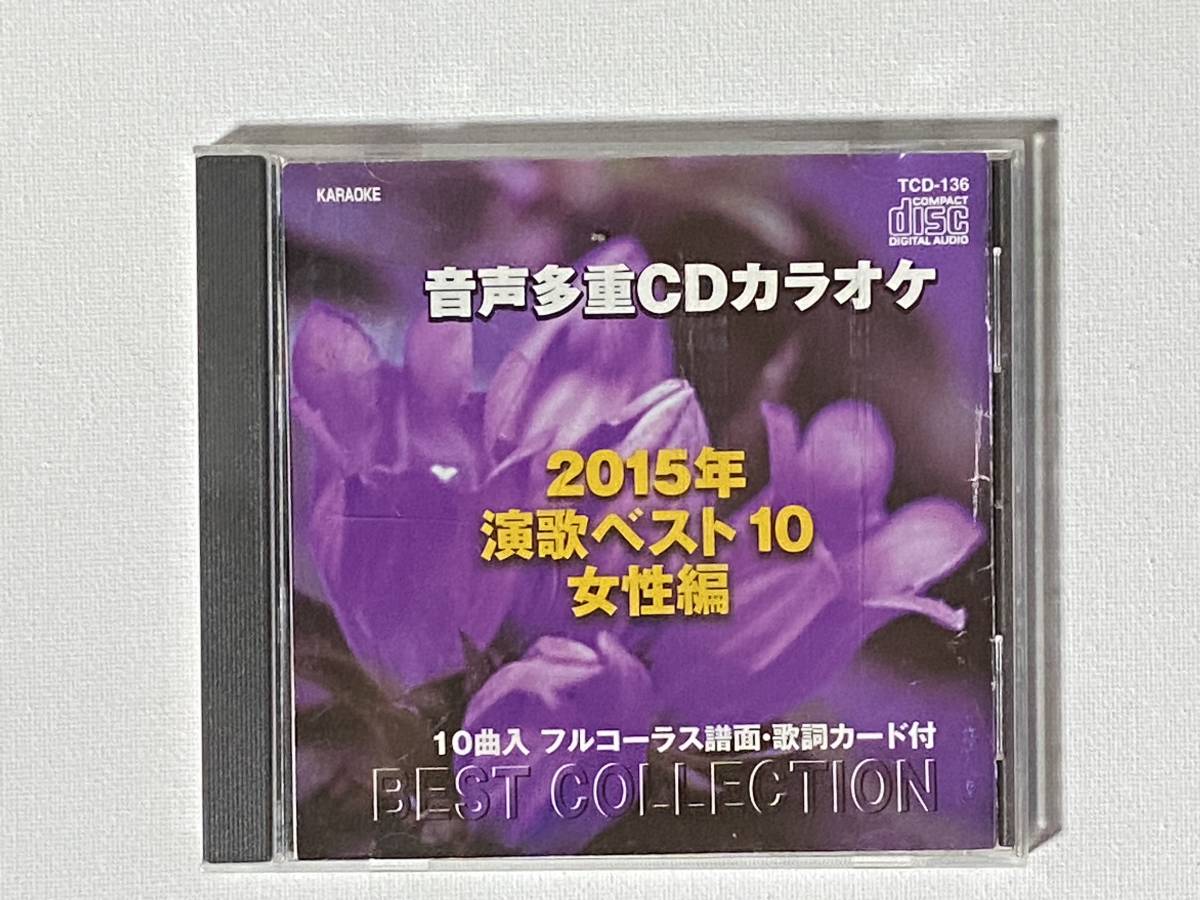 KARAOKE
TCD-136
COMPACT
disc
DIGITAL AUDIO
音声多重CDカラオケ
2015年
演歌ベスト10
女性編
10曲入 フルコーラス譜面・歌詞カード付
BEST COLLECTION